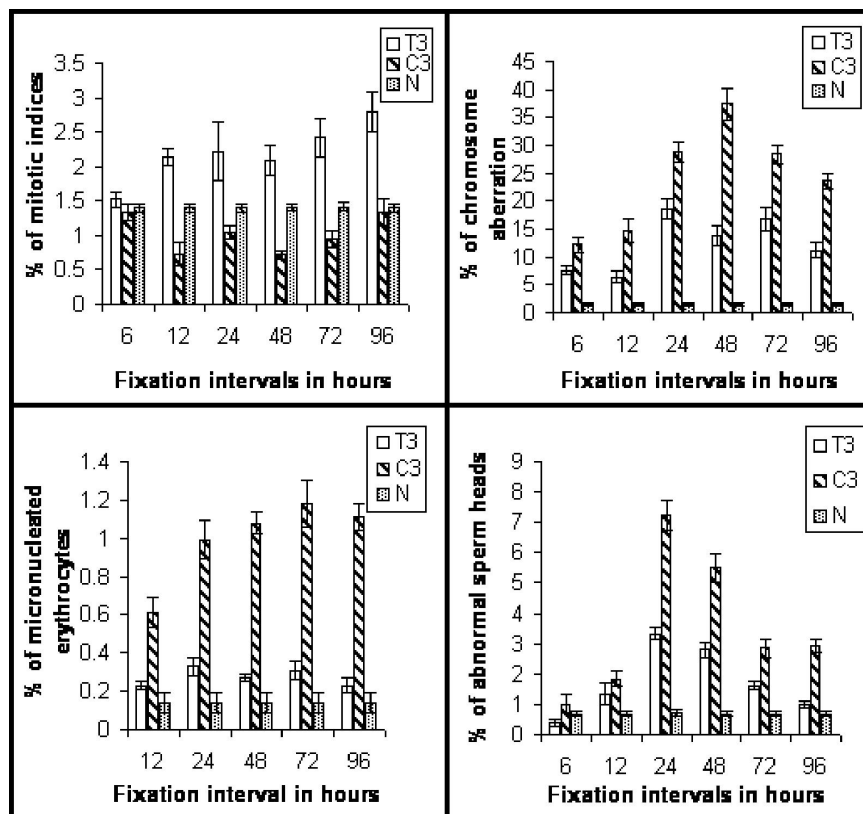 % of mitotic indices
T3
C3
N
3.5
3
2.5
2
1.5
1
0.5
0
6 12 24 48 72 96
Fixation intervals in hours
% of chromosome
aberration
T3
C3
N
45
40
35
30
25
20
15
10
5
0
6 12 24 48 72 96
Fixation intervals in hours
% of micronucleated
erythrocytes
T3
C3
N
1.4
1.2
1
0.8
0.6
0.4
0.2
0
12 24 48 72 96
Fixation interval in hours
% of abnormal sperm heads
T3
C3
N
9
8
7
6
5
4
3
2
1
0
6 12 24 48 72 96
Fixation intervals in hours